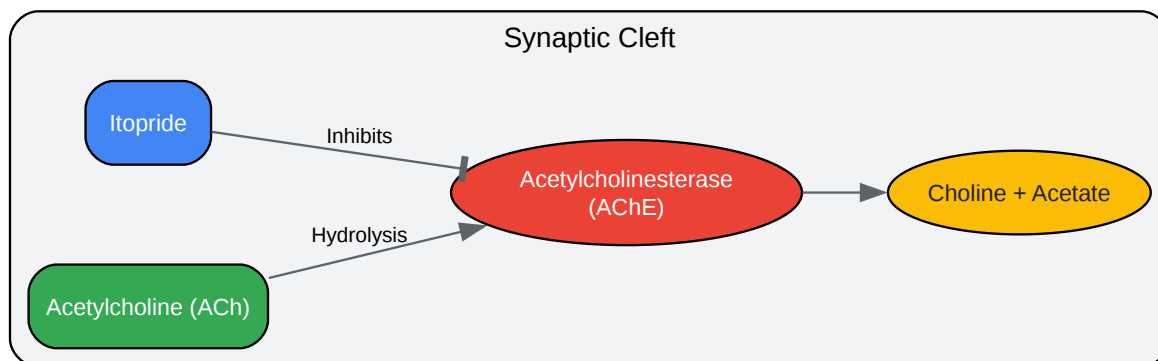 Synaptic Cleft
Itopride
Inhibits
Acetylcholinesterase
(AChE)
Choline + Acetate
Hydrolysis
Acetylcholine (ACh)